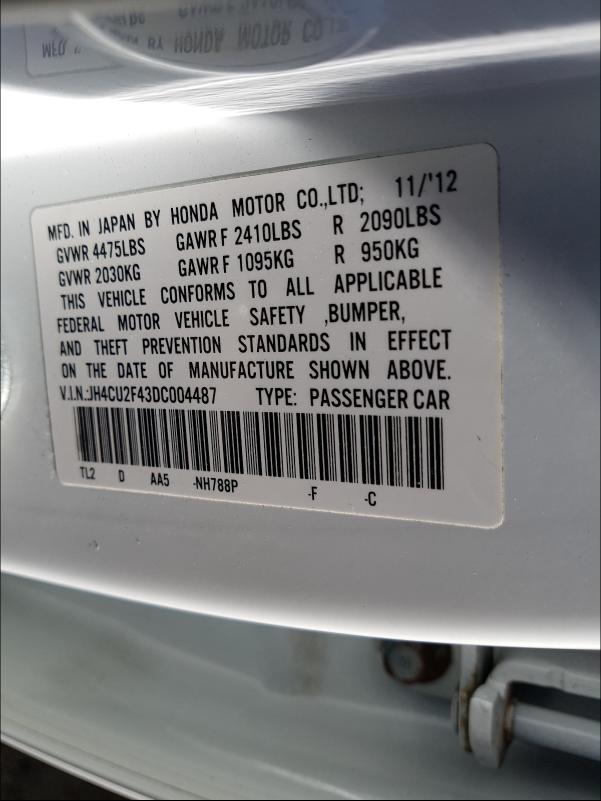 MFD. IN JAPAN BY HONDA MOTOR CO.,LTD; 11/'12
GVWR 4475LBS GAWR F 2410LBS R 2090LBS
GVWR 2030KG GAWR F 1095KG R 950KG
THIS VEHICLE CONFORMS TO ALL APPLICABLE
FEDERAL MOTOR VEHICLE SAFETY ,BUMPER,
AND THEFT PREVENTION STANDARDS IN EFFECT
ON THE DATE OF MANUFACTURE SHOWN ABOVE.
V.I.N.:JH4CU2F43DC004487 TYPE: PASSENGER CAR
TL2 D AA5 -NH788P -F -C